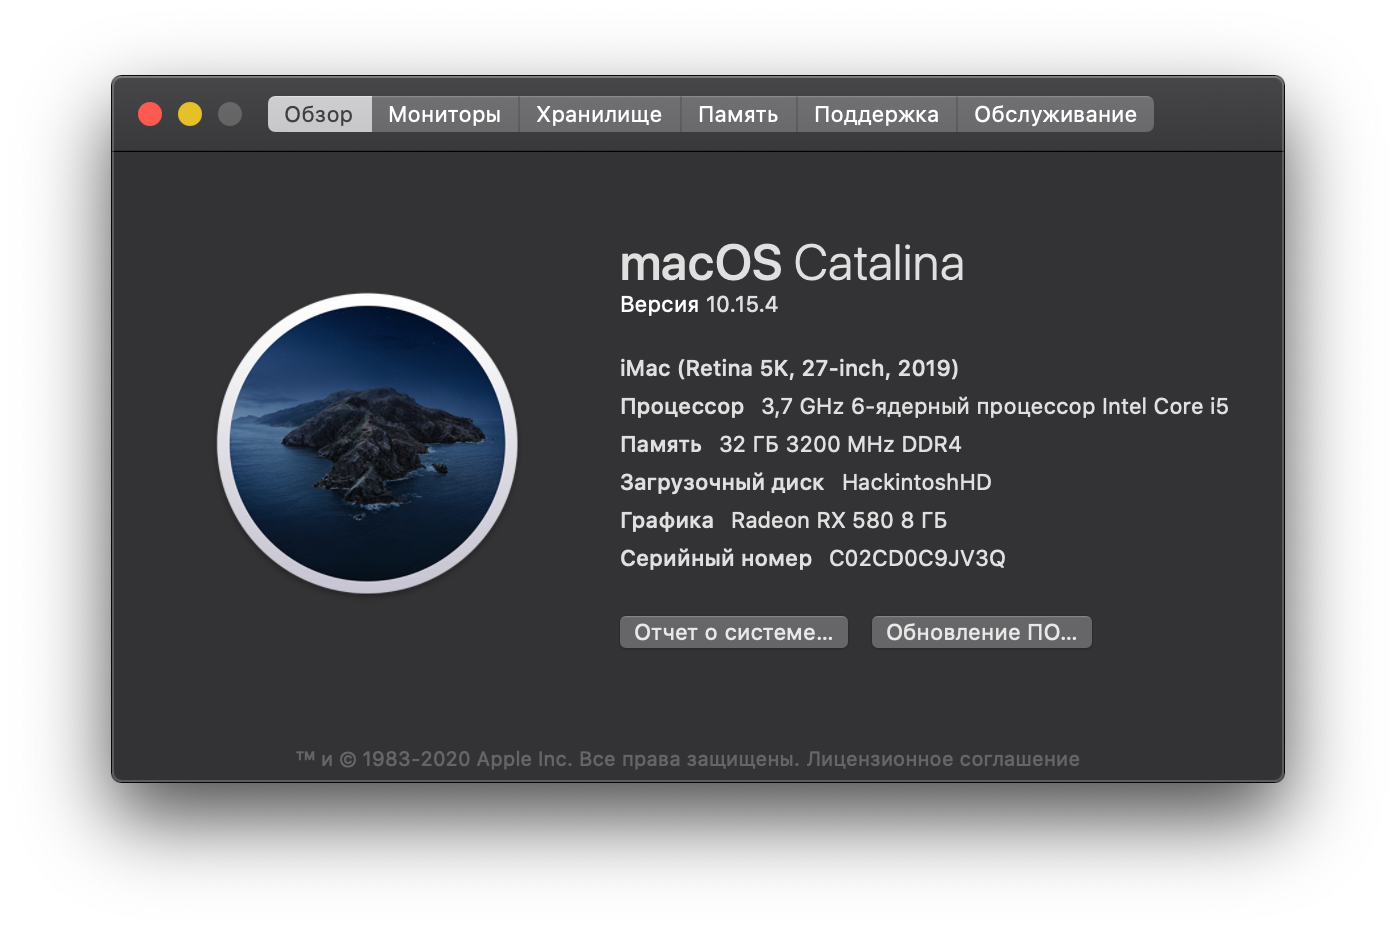 Обзор Мониторы Хранилище Память Поддержка Обслуживание
macOS Catalina
Версия 10.15.4
iMac (Retina 5K, 27-inch, 2019)
Процессор 3,7 GHz 6-ядерный процессор Intel Core i5
Память 32 ГБ 3200 MHz DDR4
Загрузочный диск HackintoshHD
Графика Radeon RX 580 8 ГБ
Серийный номер C02CD0C9JV3Q
Отчет о системе... Обновление ПО...
™ и © 1983-2020 Apple Inc. Все права защищены. Лицензионное соглашение